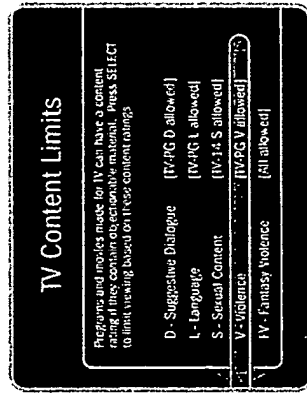 TV Content Limits
Programs and movies made for TV can have a content
rating if they contain objectionable material. Press SELECT
to limit viewing based on these content ratings
D - Suggestive Dialogue [TV-PG D allowed]
L - Language [TV-PG L allowed]
S - Sexual Content [TV-14 S allowed]
V - Violence [TV-PG V allowed]
FV - Fantasy Violence [All allowed]